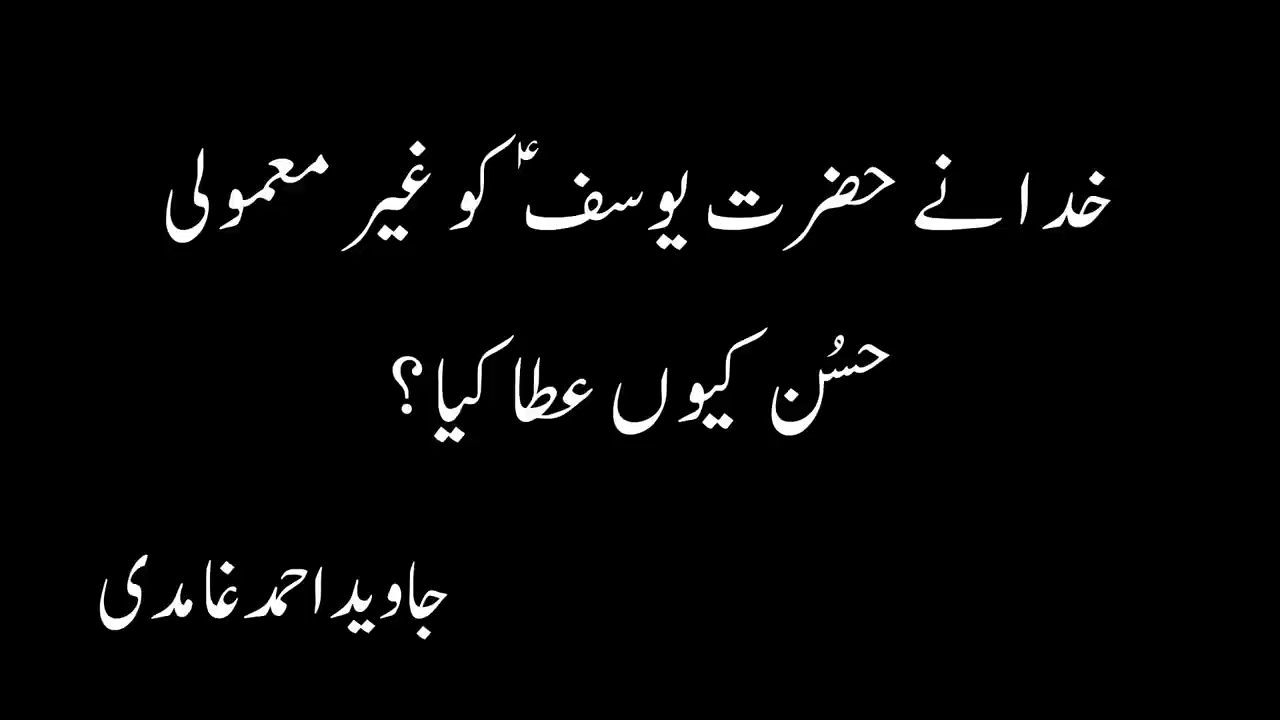 خدا نے حضرت یوسفؑ کو غیر معمولی
حسُن کیوں عطا کیا؟
جاوید احمد غامدی